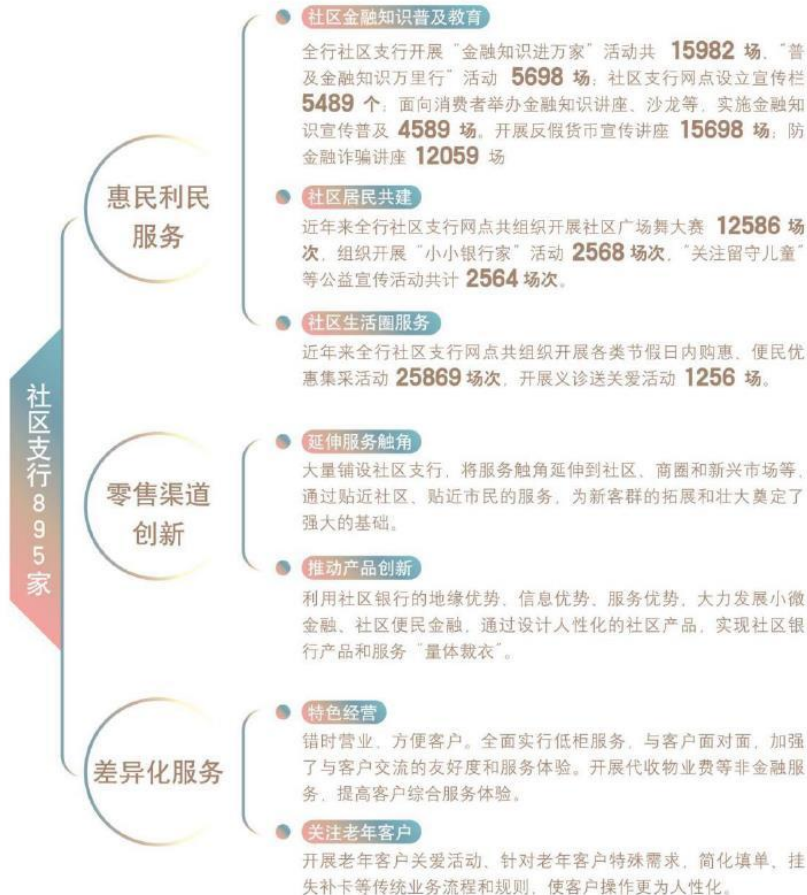 社区支行895家
惠民利民
服务
社区金融知识普及教育
全行社区支行开展“金融知识进万家”活动共 15982 场，“普
及金融知识万里行”活动 5698 场；社区支行网点设立宣传栏
5489 个；面向消费者举办金融知识讲座、沙龙等，实施金融知
识宣传普及 4589 场。开展反假货币宣传讲座 15698 场；防
金融诈骗讲座 12059 场
社区居民共建
近年来全行社区支行网点共组织开展社区广场舞大赛 12586 场
次，组织开展“小小银行家”活动 2568 场次，“关注留守儿童”
等公益宣传活动共计 2564 场次。
社区生活圈服务
近年来全行社区支行网点共组织开展各类节假日内购惠、便民优
惠集采活动 25869 场次，开展义诊送关爱活动 1256 场。
零售渠道
创新
延伸服务触角
大量铺设社区支行，将服务触角延伸到社区、商圈和新兴市场等，
通过贴近社区、贴近市民的服务，为新客群的拓展和壮大奠定了
强大的基础。
推动产品创新
利用社区银行的地缘优势、信息优势、服务优势，大力发展小微
金融、社区便民金融，通过设计人性化的社区产品，实现社区银
行产品和服务“量体裁衣”。
差异化服务
特色经营
错时营业，方便客户。全面实行低柜服务，与客户面对面，加强
了与客户交流的友好度和服务体验。开展代收物业费等非金融服
务，提高客户综合服务体验。
关注老年客户
开展老年客户关爱活动，针对老年客户特殊需求，简化填单、挂
失补卡等传统业务流程和规则，使客户操作更为人性化。